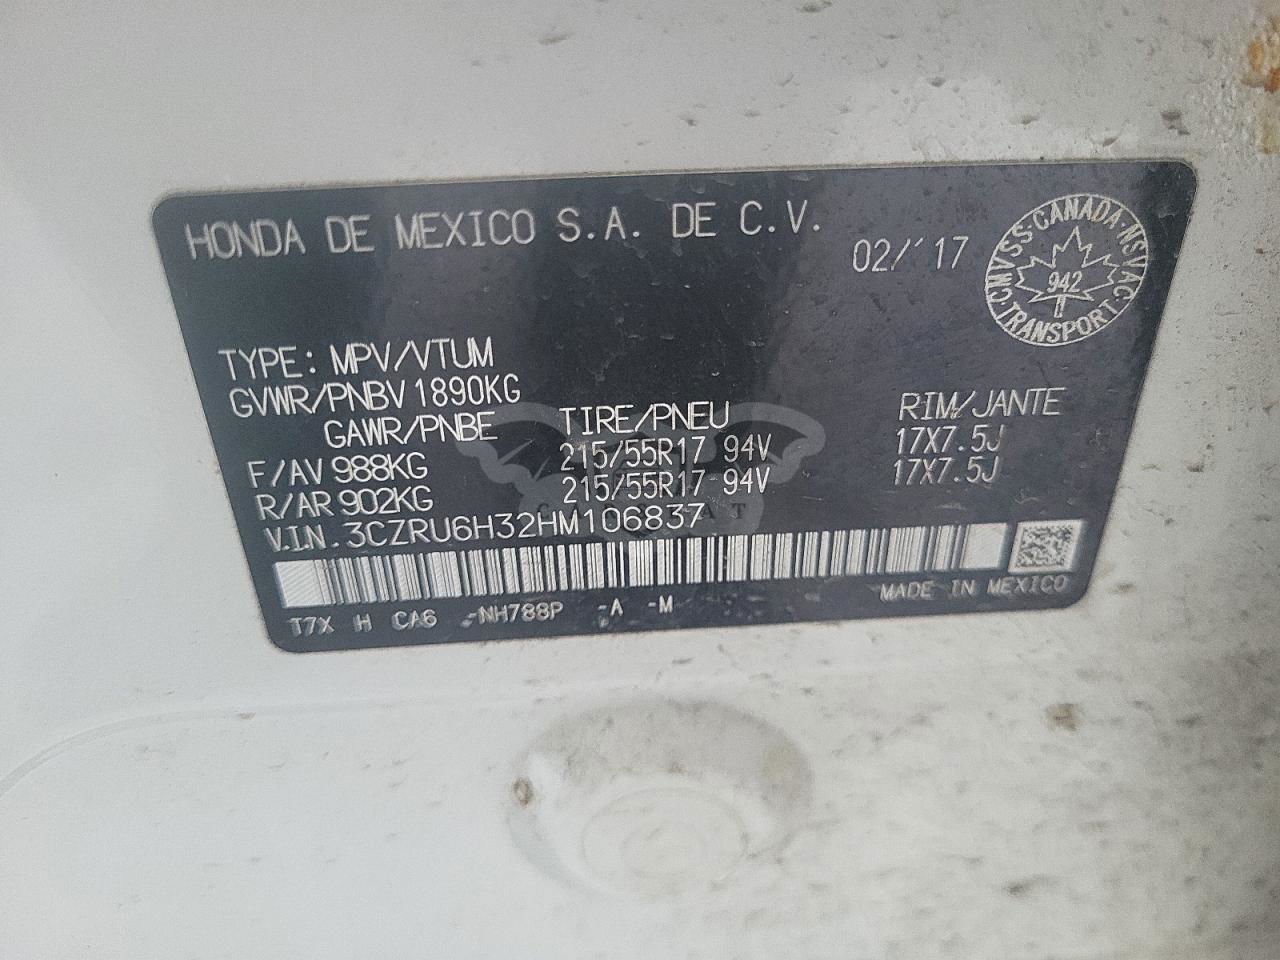 HONDA DE MEXICO S.A. DE C.V.
02/'17
CMVSS·CANADA·NSVAC·TRANSPORT·
942
TYPE: MPV/VTUM
GVWR/PNBV 1890KG
GAWR/PNBE TIRE/PNEU RIM/JANTE
F/AV 988KG 215/55R17 94V 17X7.5J
R/AR 902KG 215/55R17 94V 17X7.5J
V.I.N. 3CZRU6H32HM106837
MADE IN MEXICO
T7X H CA6 -NH788P -A -M